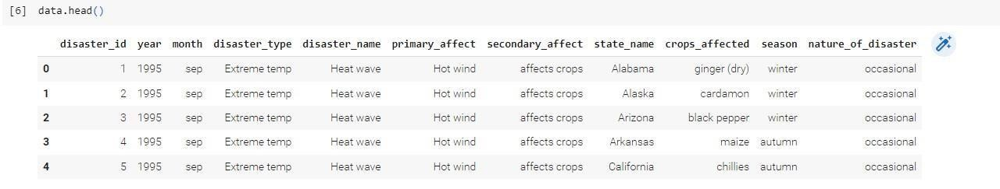 [6] data.head()
disaster_id year month disaster_type disaster_name primary_affect secondary_affect state_name crops_affected season nature_of_disaster
0 1 1995 sep Extreme temp Heat wave Hot wind affects crops Alabama ginger (dry) winter occasional
1 2 1995 sep Extreme temp Heat wave Hot wind affects crops Alaska cardamon winter occasional
2 3 1995 sep Extreme temp Heat wave Hot wind affects crops Arizona black pepper winter occasional
3 4 1995 sep Extreme temp Heat wave Hot wind affects crops Arkansas maize autumn occasional
4 5 1995 sep Extreme temp Heat wave Hot wind affects crops California chillies autumn occasional